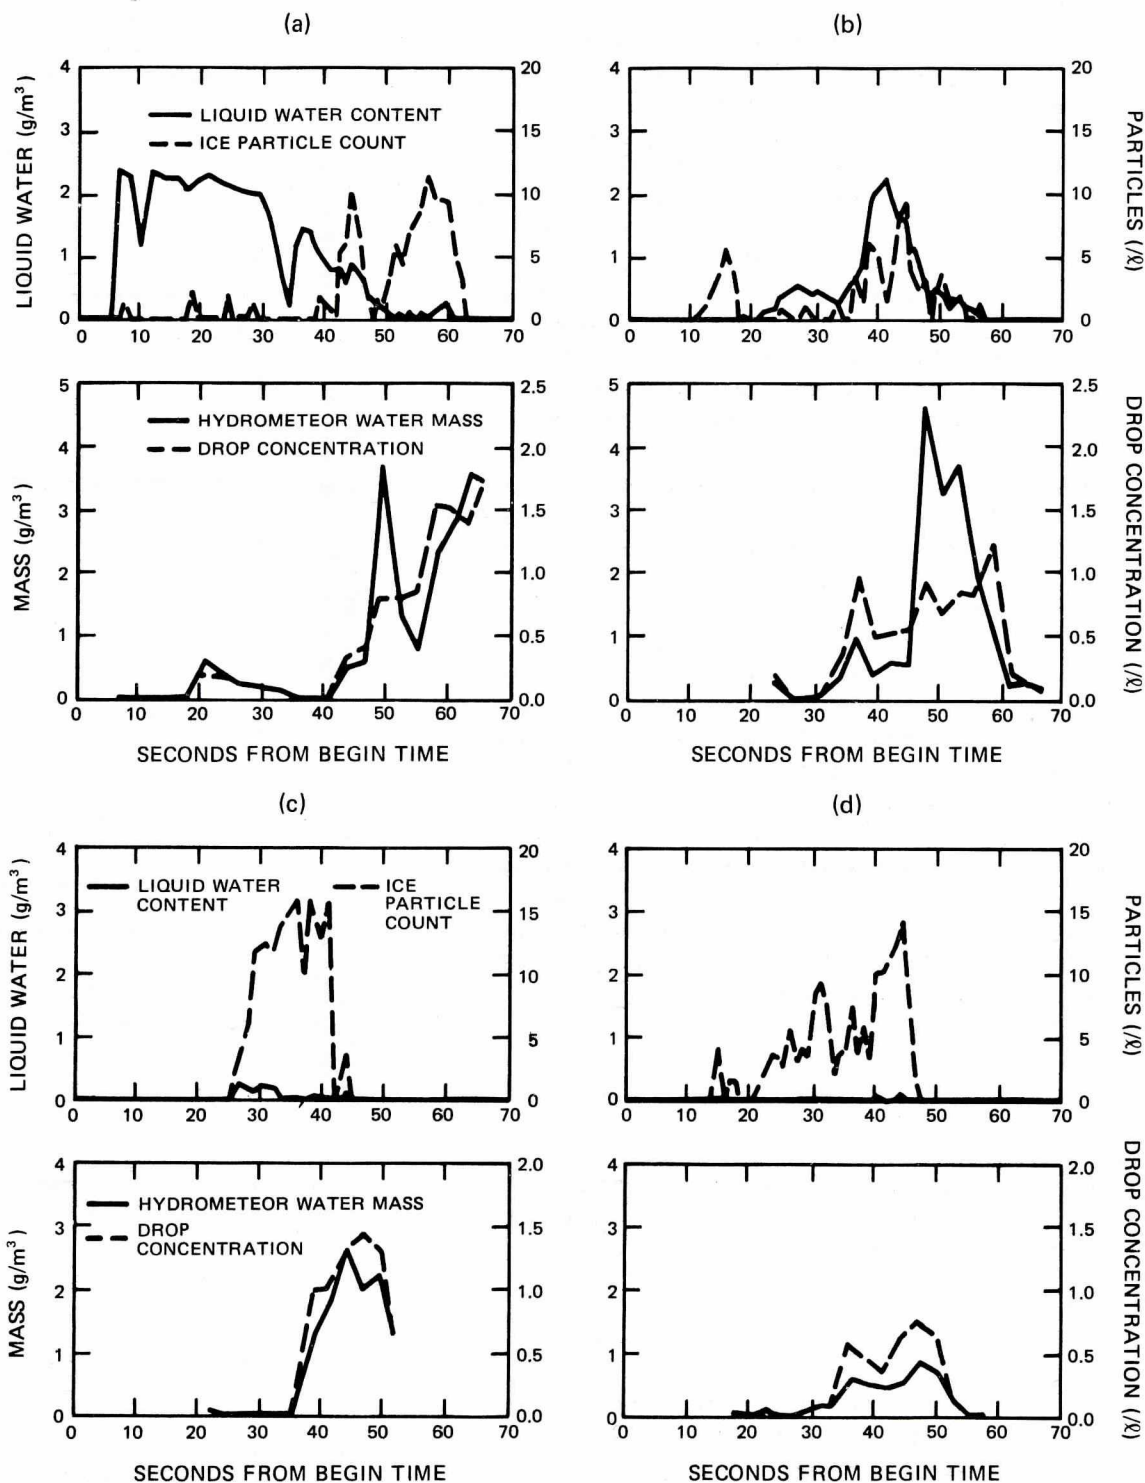 (a)
(b)
4
3
2
1
0
LIQUID WATER (g/m³)
LIQUID WATER CONTENT
ICE PARTICLE COUNT
20
15
10
5
0
0 10 20 30 40 50 60 70
4
3
2
1
0
20
15
10
5
0
PARTICLES (/ℓ)
0 10 20 30 40 50 60 70
5
4
3
2
1
0
MASS (g/m³)
HYDROMETEOR WATER MASS
DROP CONCENTRATION
2.5
2.0
1.5
1.0
0.5
0.0
0 10 20 30 40 50 60 70
SECONDS FROM BEGIN TIME
5
4
3
2
1
0
2.5
2.0
1.5
1.0
0.5
0.0
DROP CONCENTRATION (/ℓ)
0 10 20 30 40 50 60 70
SECONDS FROM BEGIN TIME
(c)
(d)
4
3
2
1
0
LIQUID WATER (g/m³)
LIQUID WATER
CONTENT
ICE
PARTICLE
COUNT
20
15
10
5
0
0 10 20 30 40 50 60 70
4
3
2
1
0
20
15
10
5
0
PARTICLES (/ℓ)
0 10 20 30 40 50 60 70
4
3
2
1
0
MASS (g/m³)
HYDROMETEOR WATER MASS
DROP
CONCENTRATION
2.0
1.5
1.0
0.5
0.0
0 10 20 30 40 50 60 70
SECONDS FROM BEGIN TIME
4
3
2
1
0
2.0
1.5
1.0
0.5
0.0
DROP CONCENTRATION (/ℓ)
0 10 20 30 40 50 60 70
SECONDS FROM BEGIN TIME